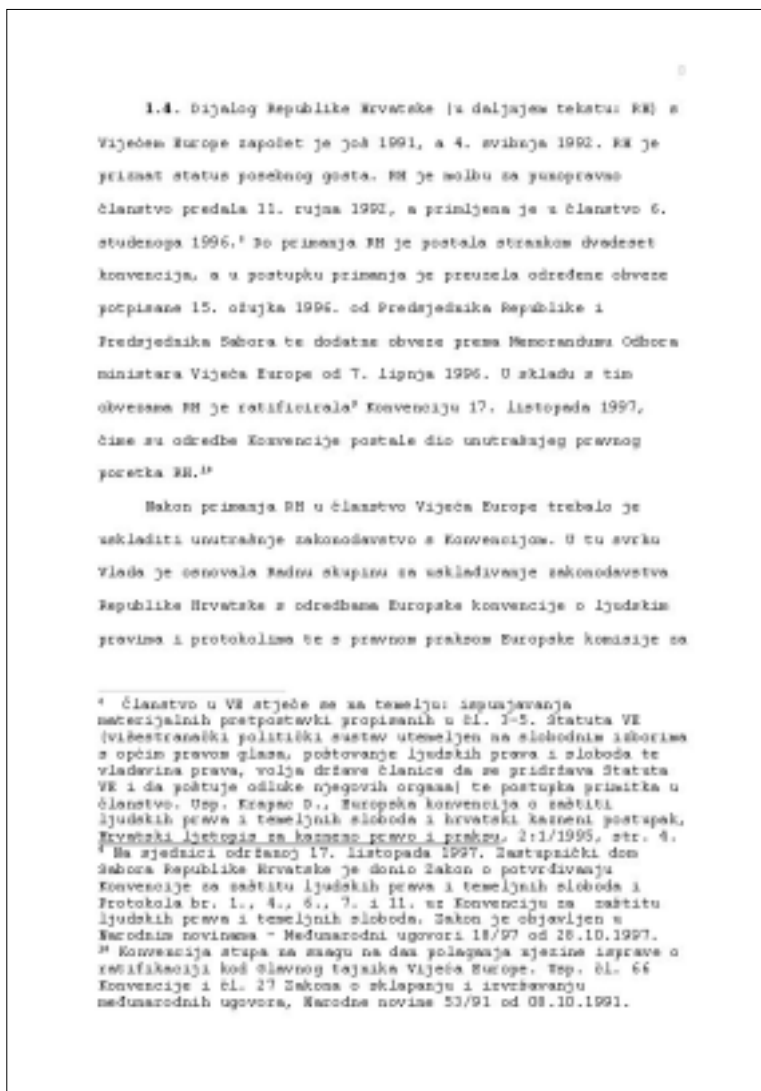 1.4. Dijalog Republike Hrvatske (u daljnjem tekstu: RH) s
Vijećem Europe započet je još 1991, a 4. svibnja 1992. RH je
priznat status posebnog gosta. RH je molbu za punopravno
članstvo predala 11. rujna 1992, a primljena je u članstvo 6.
studenoga 1996.⁸ Do primanja RH je postala strankom dvadeset
konvencija, a u postupku primanja je preuzela određene obveze
potpisane 15. ožujka 1996. od Predsjednika Republike i
Predsjednika Sabora te dodatne obveze prema Memorandumu Odbora
ministara Vijeća Europe od 7. lipnja 1996. U skladu s tim
obvezama RH je ratificirala⁹ Konvenciju 17. listopada 1997,
čime su odredbe Konvencije postale dio unutrašnjeg pravnog
poretka RH.¹⁰
Nakon primanja RH u članstvo Vijeća Europe trebalo je
uskladiti unutrašnje zakonodavstvo s Konvencijom. U tu svrhu
Vlada je osnovala Radnu skupinu za usklađivanje zakonodavstva
Republike Hrvatske s odredbama Europske konvencije o ljudskim
pravima i protokolima te s pravnom praksom Europske komisije za
⁸ Članstvo u VE stječe se na temelju: ispunjavanja
materijalnih pretpostavki propisanih u čl. 3-5. Statuta VE
(višestranački politički sustav utemeljen na slobodnim izborima
s općim pravom glasa, poštovanje ljudskih prava i sloboda te
vladavina prava, volja države članice da se pridržava Statuta
VE i da poštuje odluke njegovih organa) te postupka primitka u
članstvo. Usp. Krapac D., Europska konvencija o zaštiti
ljudskih prava i temeljnih sloboda i hrvatski kazneni postupak,
Hrvatski ljetopis za kazneno pravo i praksu, 2:1/1995, str. 4.
⁹ Na sjednici održanoj 17. listopada 1997. Zastupnički dom
Sabora Republike Hrvatske je donio Zakon o potvrđivanju
Konvencije za zaštitu ljudskih prava i temeljnih sloboda i
Protokola br. 1., 4., 6., 7. i 11. uz Konvenciju za zaštitu
ljudskih prava i temeljnih sloboda. Zakon je objavljen u
Narodnim novinama - Međunarodni ugovori 18/97 od 28.10.1997.
¹⁰ Konvencija stupa na snagu na dan polaganja njezine isprave o
ratifikaciji kod Glavnog tajnika Vijeća Europe. Usp. čl. 66
Konvencije i čl. 27 Zakona o sklapanju i izvršavanju
međunarodnih ugovora, Narodne novine 53/91 od 08.10.1991.